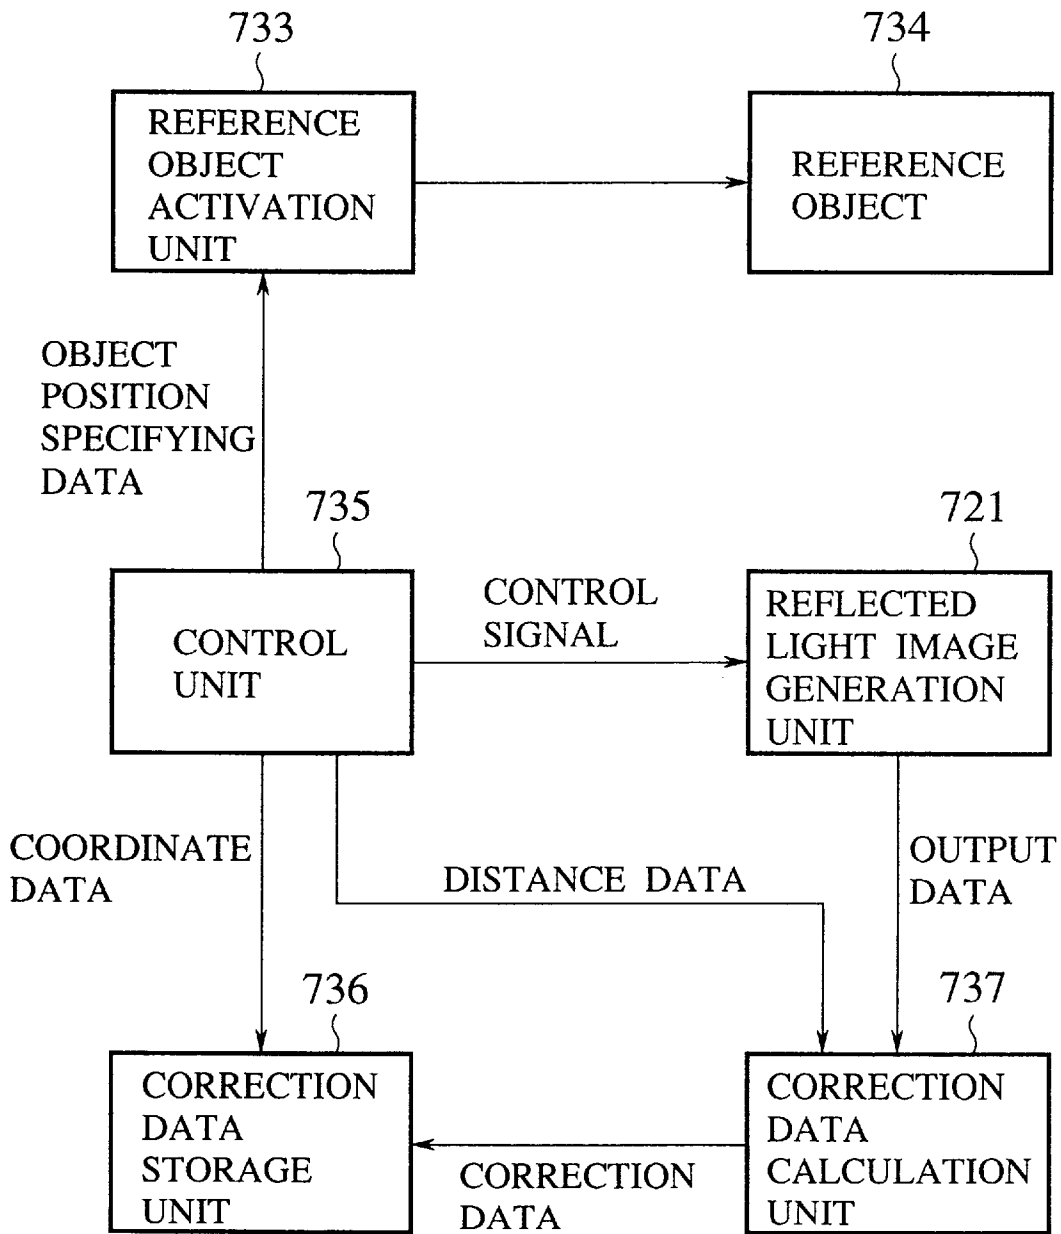 733
734
REFERENCE
OBJECT
ACTIVATION
UNIT
REFERENCE
OBJECT
OBJECT
POSITION
SPECIFYING
DATA
735
721
CONTROL
UNIT
CONTROL
SIGNAL
REFLECTED
LIGHT IMAGE
GENERATION
UNIT
COORDINATE
DATA
DISTANCE DATA
OUTPUT
DATA
736
737
CORRECTION
DATA
STORAGE
UNIT
CORRECTION
DATA
CORRECTION
DATA
CALCULATION
UNIT